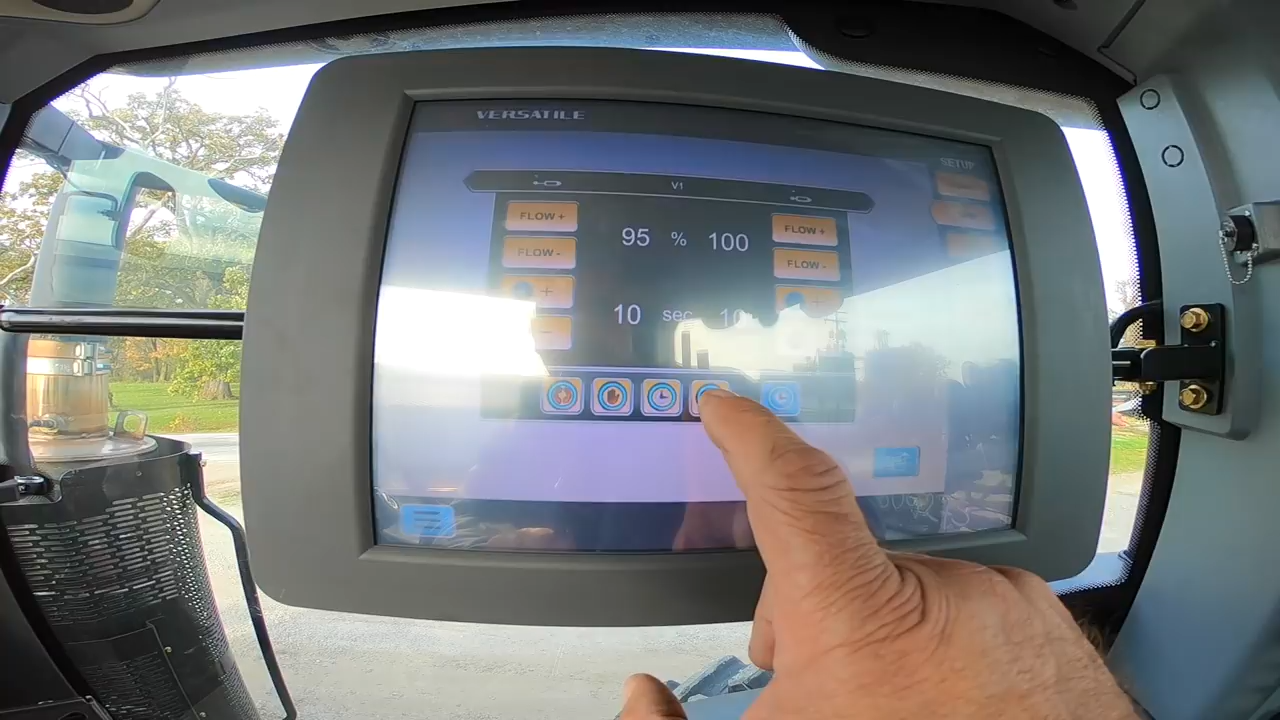 VERSATILE
SETUP
V1
FLOW + FLOW +
95 % 100
FLOW - FLOW -
+ +
10 sec
-